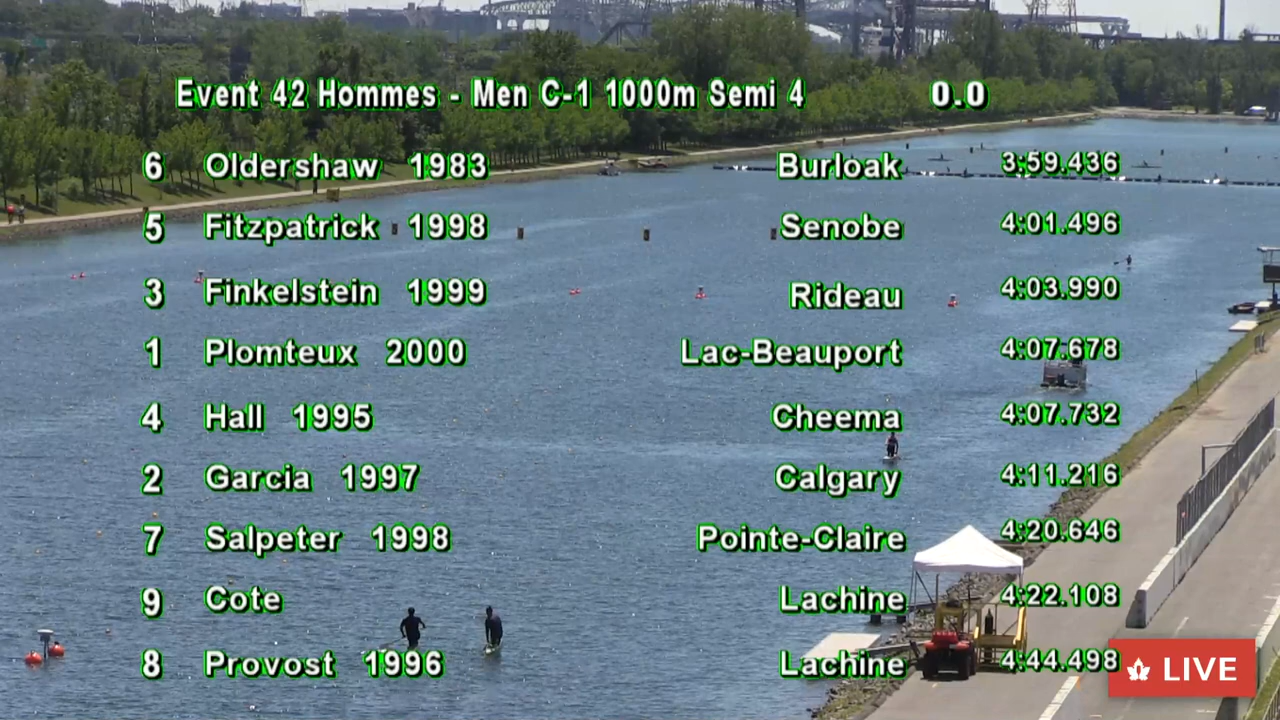 Event 42 Hommes - Men C-1 1000m Semi 4 0.0
6 Oldershaw 1983 Burloak 3:59.436
5 Fitzpatrick 1998 Senobe 4:01.496
3 Finkelstein 1999 Rideau 4:03.990
1 Plomteux 2000 Lac-Beauport 4:07.678
4 Hall 1995 Cheema 4:07.732
2 Garcia 1997 Calgary 4:11.216
7 Salpeter 1998 Pointe-Claire 4:20.646
9 Cote Lachine 4:22.108
8 Provost 1996 Lachine 4:44.498
LIVE